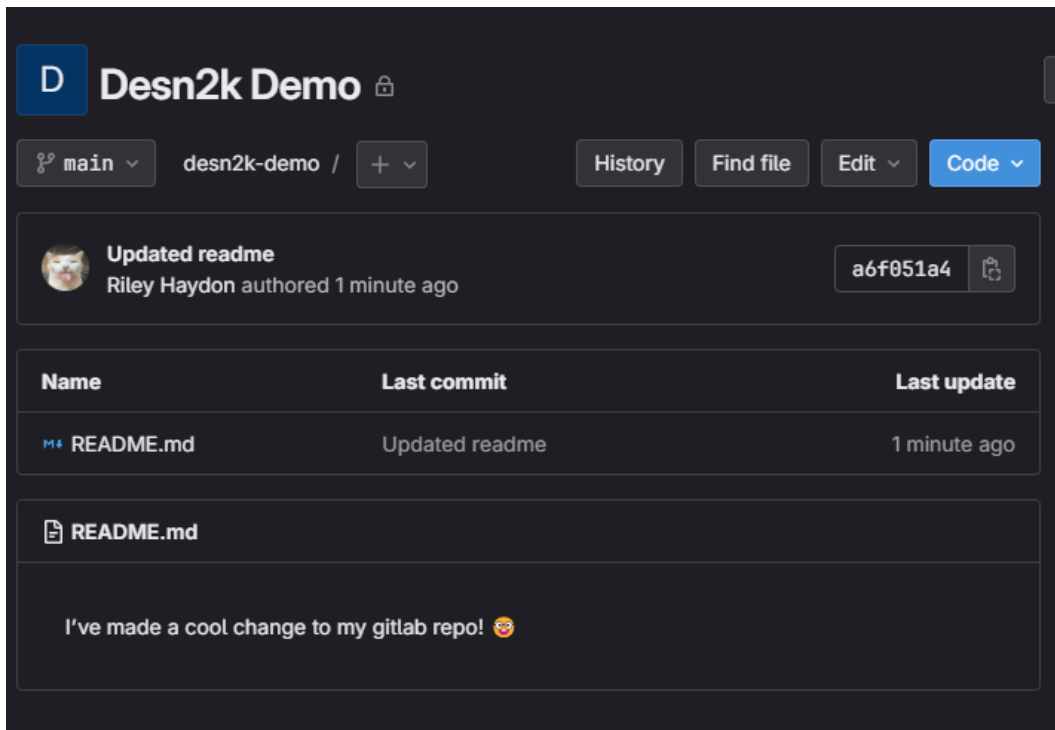 D
Desn2k Demo
main desn2k-demo / + History Find file Edit Code
Updated readme
Riley Haydon authored 1 minute ago
a6f051a4
Name Last commit Last update
README.md Updated readme 1 minute ago
README.md
I've made a cool change to my gitlab repo! 🤓